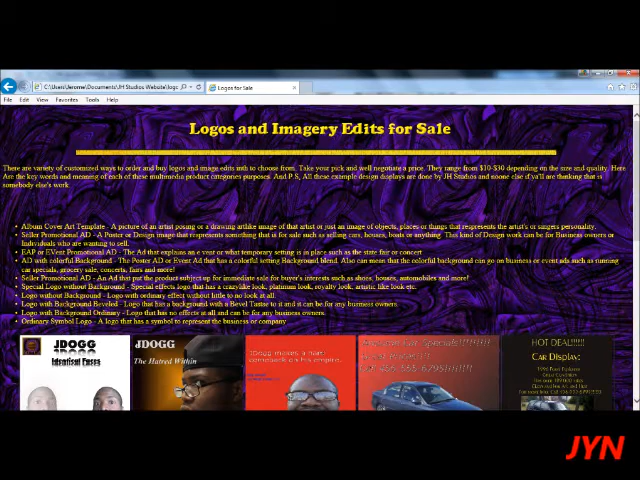 C:\Users\Jerome\Documents\JH Studios Website\logo
Logos for Sale
File Edit View Favorites Tools Help
Logos and Imagery Edits for Sale
There are variety of customized ways to order and buy logos and image edits with to choose from. Take your pick and well negotiate a price. They range from $10-$30 depending on the size and quality. Here
Are the key words and meaning of each of these multimedia product categories purposes. And P.S, All these example design displays are done by JH Studios and noone else if ya'll are thinking that is
somebody else's work.
Album Cover Art Template - A picture of an artist posing or a drawing artlike image of that artist or just an image of objects, places or things that respresents the artist's or singers personality.
Seller Promotional AD - A Poster or Design image that respresents something that is for sale such as selling cars, houses, boats or anything. This kind of Design work can be for Business owners or
Individuals who are wanting to sell.
EAP or EVent Promotional AD - The Ad that explains an event or what temporary setting is in place such as the state fair or concert
AD with colorful Background - The Poster AD or Event Ad that has a colorful setting Background blend. Also can mean that the colorful background can go on business or event ads such as running
car specials, grocery sale, concerts, fairs and more!
Seller Promotional AD - An Ad that put the product subject up for immediate sale for buyer's interests such as shoes, houses, automobiles and more!
Special Logo without Background - Special effects logo that has a crazylike look, platinum look, royalty look, artistic like look etc.
Logo without Background - Logo with ordinary effect without little to no look at all.
Logo with Background Beveled - Logo that has a background with a Bevel Tastse to it and it can be for any business owners.
Logo with Background Ordinary - Logo that has no effects at all and can be for any business owners.
Ordinary Symbol Logo - A logo that has a symbol to represent the business or company
JDOGG
Identical Faces
JDOGG
The Hatred Within
JDogg makes a hard
comeback on his
empire..
Specials!!!!!!!!!
HOT DEAL!!!!!
CAR DISPLAY:
JYN